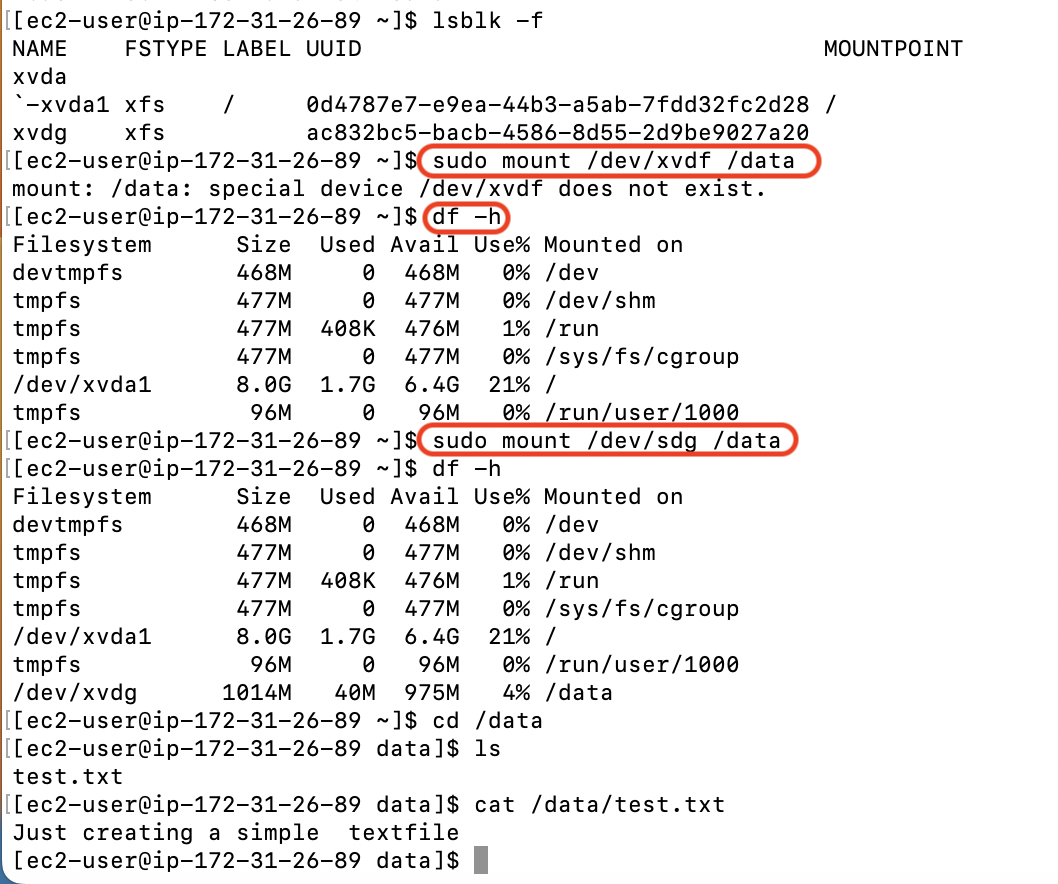 [[ec2-user@ip-172-31-26-89 ~]$ lsblk -f
NAME    FSTYPE LABEL UUID                                 MOUNTPOINT
xvda
`-xvda1 xfs    /     0d4787e7-e9ea-44b3-a5ab-7fdd32fc2d28 /
xvdg    xfs          ac832bc5-bacb-4586-8d55-2d9be9027a20
[[ec2-user@ip-172-31-26-89 ~]$ sudo mount /dev/xvdf /data
mount: /data: special device /dev/xvdf does not exist.
[[ec2-user@ip-172-31-26-89 ~]$ df -h
Filesystem      Size  Used Avail Use% Mounted on
devtmpfs        468M     0  468M   0% /dev
tmpfs           477M     0  477M   0% /dev/shm
tmpfs           477M  408K  476M   1% /run
tmpfs           477M     0  477M   0% /sys/fs/cgroup
/dev/xvda1      8.0G  1.7G  6.4G  21% /
tmpfs            96M     0   96M   0% /run/user/1000
[[ec2-user@ip-172-31-26-89 ~]$ sudo mount /dev/sdg /data
[[ec2-user@ip-172-31-26-89 ~]$ df -h
Filesystem      Size  Used Avail Use% Mounted on
devtmpfs        468M     0  468M   0% /dev
tmpfs           477M     0  477M   0% /dev/shm
tmpfs           477M  408K  476M   1% /run
tmpfs           477M     0  477M   0% /sys/fs/cgroup
/dev/xvda1      8.0G  1.7G  6.4G  21% /
tmpfs            96M     0   96M   0% /run/user/1000
/dev/xvdg      1014M   40M  975M   4% /data
[[ec2-user@ip-172-31-26-89 ~]$ cd /data
[[ec2-user@ip-172-31-26-89 data]$ ls
test.txt
[[ec2-user@ip-172-31-26-89 data]$ cat /data/test.txt
Just creating a simple  textfile
[ec2-user@ip-172-31-26-89 data]$